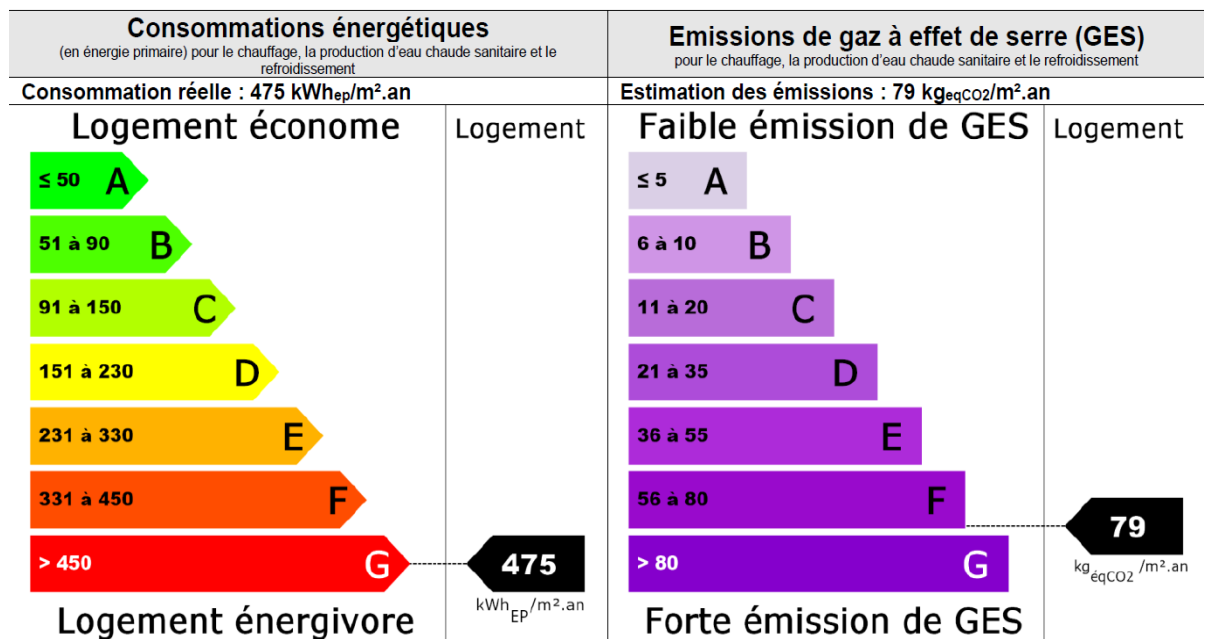 Consommations énergétiques
(en énergie primaire) pour le chauffage, la production d'eau chaude sanitaire et le
refroidissement
Consommation réelle : 475 kWhep/m².an
Logement économe
Logement
≤ 50 A
51 à 90 B
91 à 150 C
151 à 230 D
231 à 330 E
331 à 450 F
> 450 G
475
kWhEP/m².an
Logement énergivore
Emissions de gaz à effet de serre (GES)
pour le chauffage, la production d'eau chaude sanitaire et le refroidissement
Estimation des émissions : 79 kgeqCO2/m².an
Faible émission de GES
Logement
≤ 5 A
6 à 10 B
11 à 20 C
21 à 35 D
36 à 55 E
56 à 80 F
> 80 G
79
kgéqCO2/m².an
Forte émission de GES